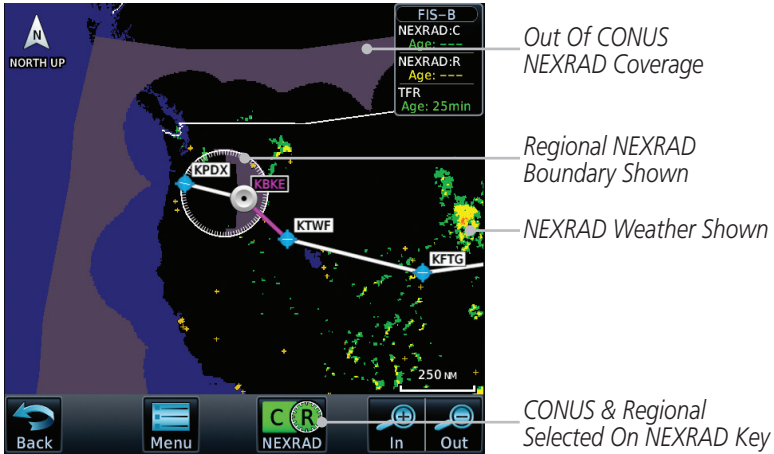 N
NORTH UP
FIS-B
NEXRAD:C
Age: ---
NEXRAD:R
Age: ---
TFR
Age: 25min
Out Of CONUS
NEXRAD Coverage
Regional NEXRAD
Boundary Shown
NEXRAD Weather Shown
KPDX
KBKE
KTWF
KFTG
250 NM
Back
Menu
C R
NEXRAD
In
Out
CONUS & Regional
Selected On NEXRAD Key